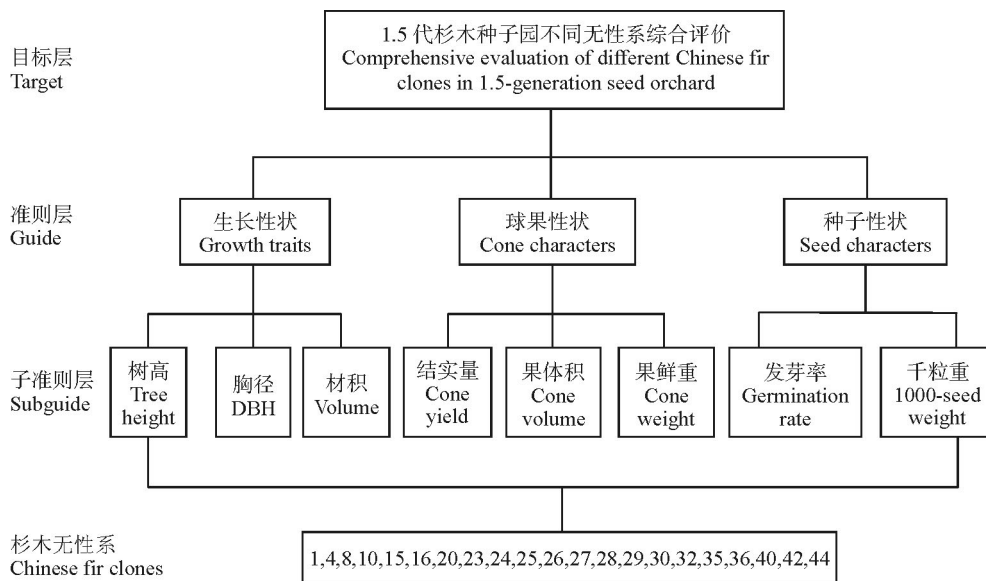 目标层
Target
1.5 代杉木种子园不同无性系综合评价
Comprehensive evaluation of different Chinese fir
clones in 1.5-generation seed orchard
准则层
Guide
生长性状
Growth traits
球果性状
Cone characters
种子性状
Seed characters
子准则层
Subguide
树高
Tree
height
胸径
DBH
材积
Volume
结实量
Cone
yield
果体积
Cone
volume
果鲜重
Cone
weight
发芽率
Germination
rate
千粒重
1000-seed
weight
杉木无性系
Chinese fir clones
1,4,8,10,15,16,20,23,24,25,26,27,28,29,30,32,35,36,40,42,44